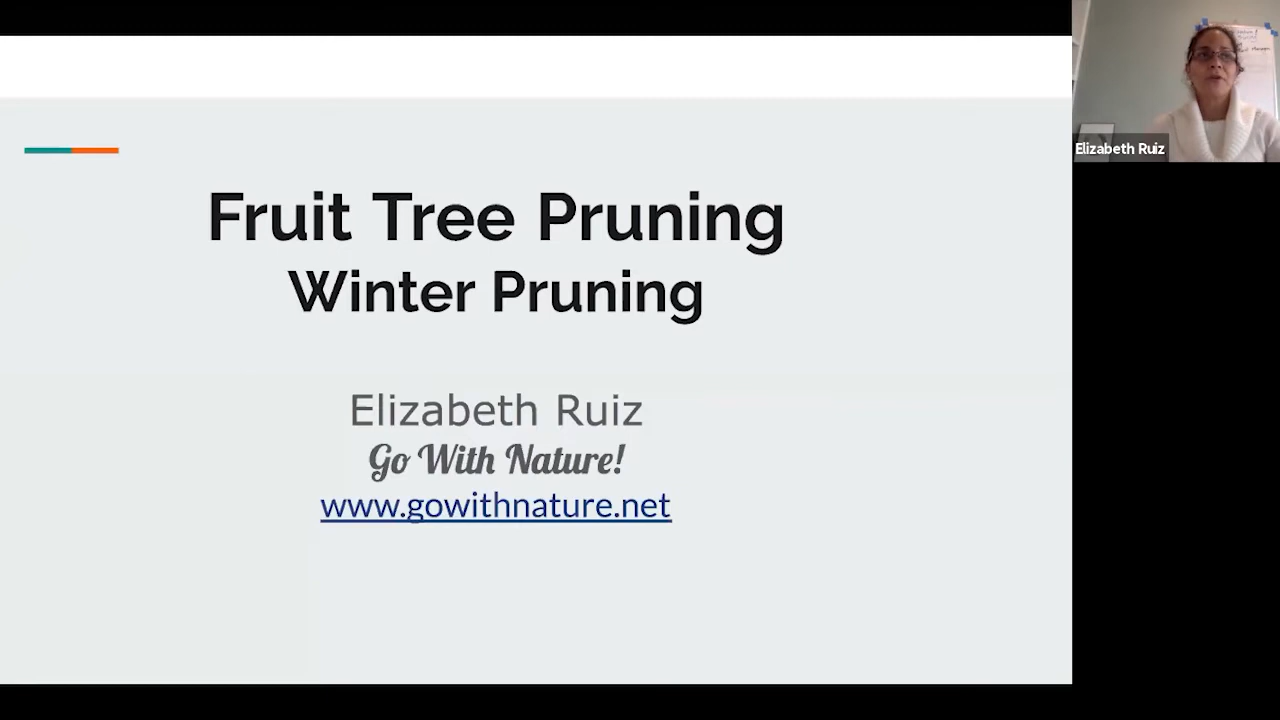 Fruit Tree Pruning
Winter Pruning
Elizabeth Ruiz
Go With Nature!
www.gowithnature.net
Elizabeth Ruiz